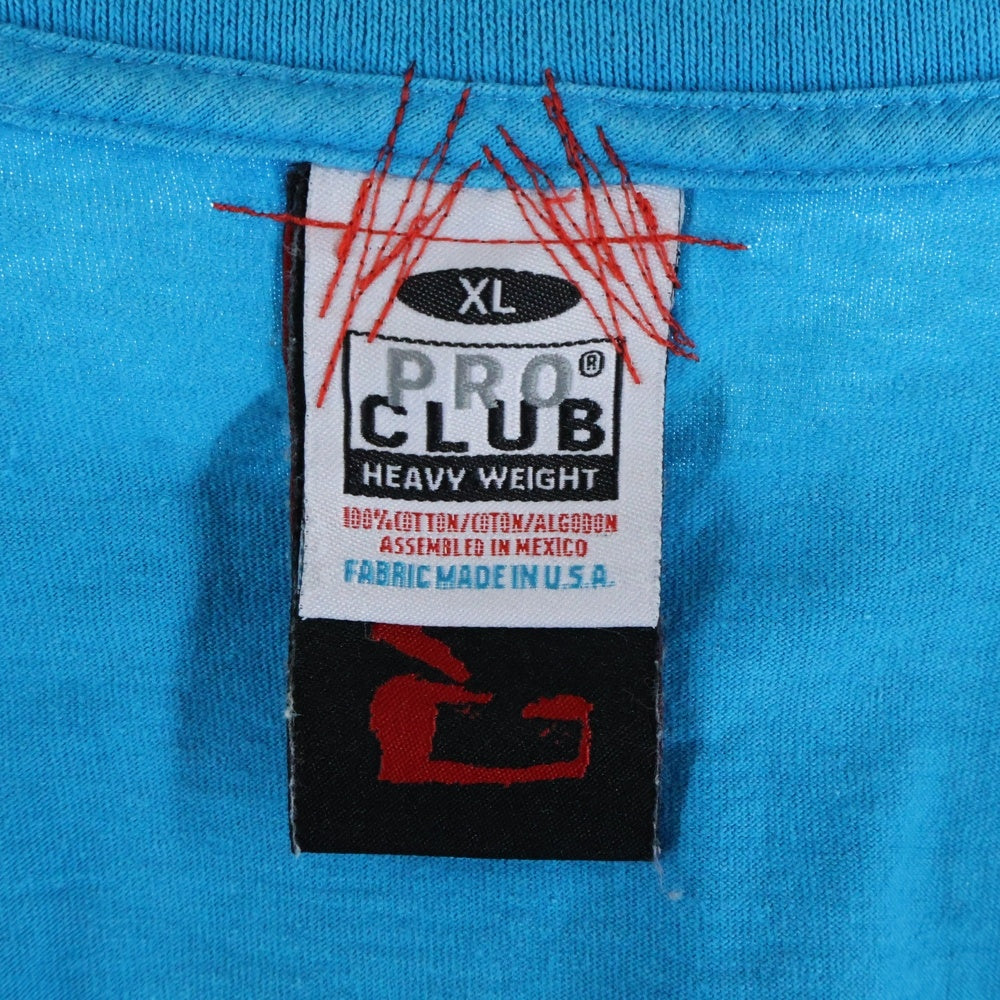 XL
PRO®
CLUB
HEAVY WEIGHT
100% COTTON/COTON/ALGODON
ASSEMBLED IN MEXICO
FABRIC MADE IN U.S.A.